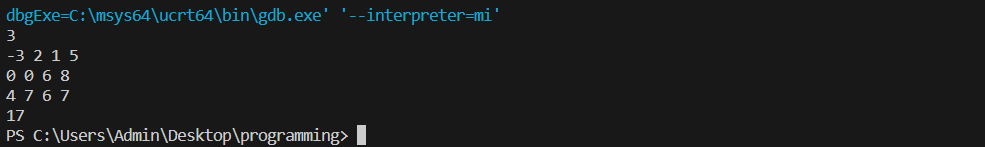 dbgExe=C:\msys64\ucrt64\bin\gdb.exe' '--interpreter=mi'
3
-3 2 1 5
0 0 6 8
4 7 6 7
17
PS C:\Users\Admin\Desktop\programming>